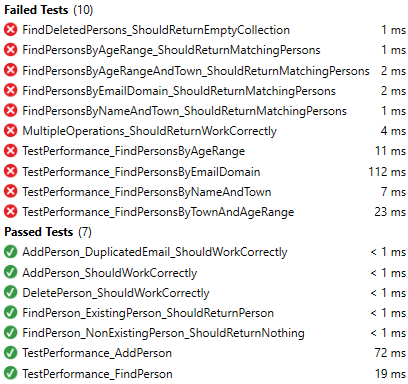 Failed Tests (10)
FindDeletedPersons_ShouldReturnEmptyCollection 1 ms
FindPersonsByAgeRange_ShouldReturnMatchingPersons 1 ms
FindPersonsByAgeRangeAndTown_ShouldReturnMatchingPersons 2 ms
FindPersonsByEmailDomain_ShouldReturnMatchingPersons 2 ms
FindPersonsByNameAndTown_ShouldReturnMatchingPersons 1 ms
MultipleOperations_ShouldReturnWorkCorrectly 4 ms
TestPerformance_FindPersonsByAgeRange 11 ms
TestPerformance_FindPersonsByEmailDomain 112 ms
TestPerformance_FindPersonsByNameAndTown 7 ms
TestPerformance_FindPersonsByTownAndAgeRange 23 ms
Passed Tests (7)
AddPerson_DuplicatedEmail_ShouldWorkCorrectly < 1 ms
AddPerson_ShouldWorkCorrectly < 1 ms
DeletePerson_ShouldWorkCorrectly < 1 ms
FindPerson_ExistingPerson_ShouldReturnPerson < 1 ms
FindPerson_NonExistingPerson_ShouldReturnNothing < 1 ms
TestPerformance_AddPerson 72 ms
TestPerformance_FindPerson 19 ms